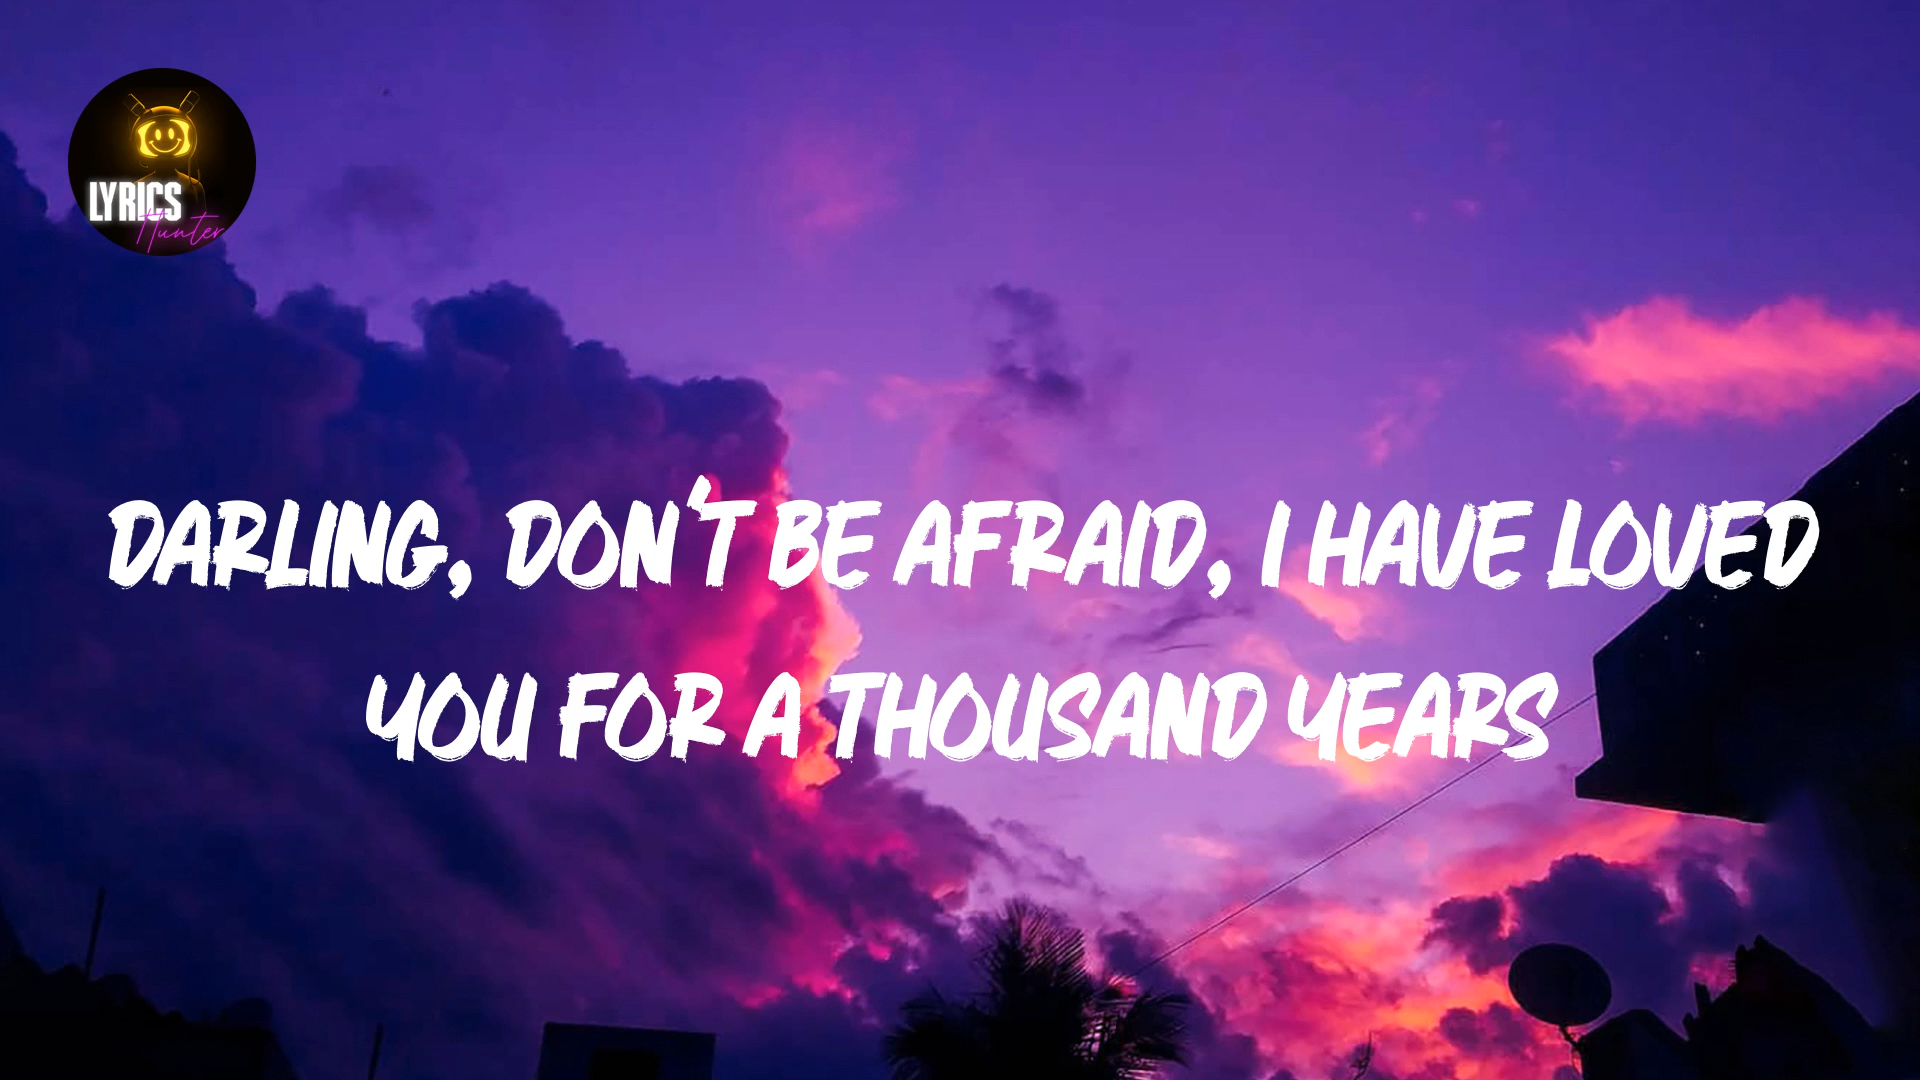 LYRICS
Hunter
DARLING, DON'T BE AFRAID, I HAVE LOVED
YOU FOR A THOUSAND YEARS